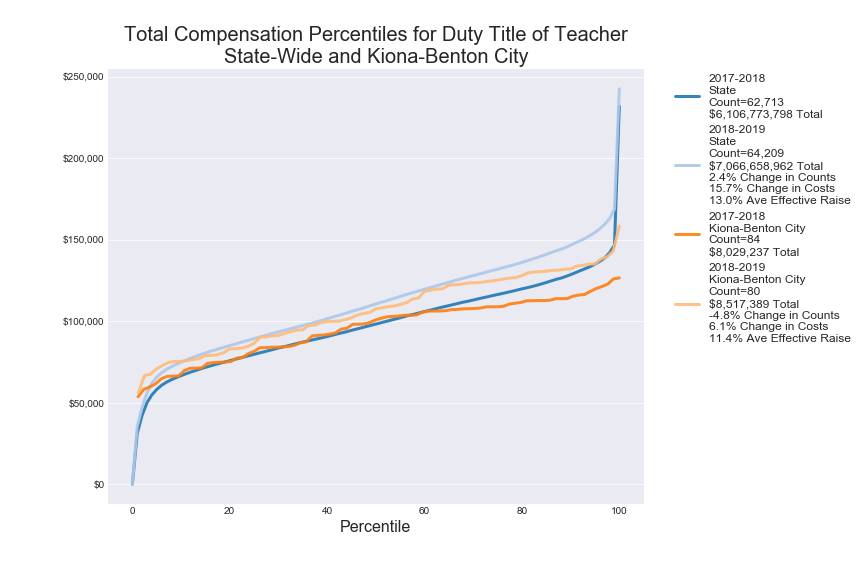 Total Compensation Percentiles for Duty Title of Teacher
State-Wide and Kiona-Benton City
$250,000
$200,000
$150,000
$100,000
$50,000
$0
0
20
40
60
80
100
Percentile
2017-2018
State
Count=62,713
$6,106,773,798 Total
2018-2019
State
Count=64,209
$7,066,658,962 Total
2.4% Change in Counts
15.7% Change in Costs
13.0% Ave Effective Raise
2017-2018
Kiona-Benton City
Count=84
$8,029,237 Total
2018-2019
Kiona-Benton City
Count=80
$8,517,389 Total
-4.8% Change in Counts
6.1% Change in Costs
11.4% Ave Effective Raise